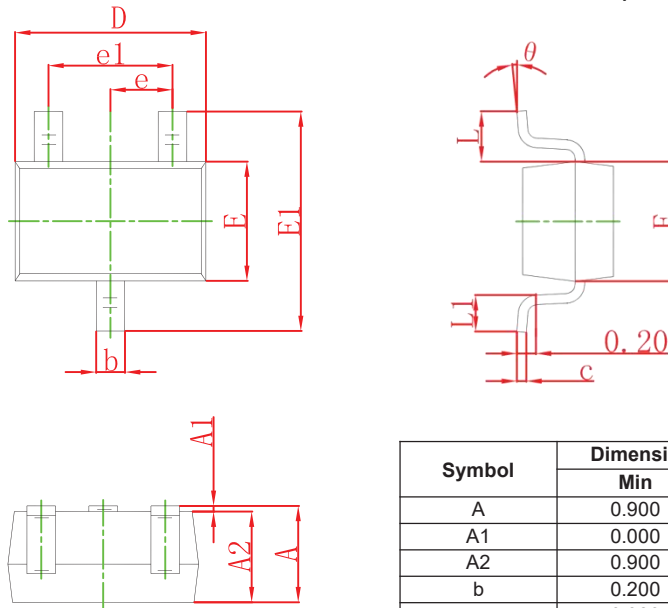 D
e1
e
E
E1
b
θ
L
L1
0.20
c
A1
A2
A
Symbol Dimensi
Min
A 0.900
A1 0.000
A2 0.900
b 0.200